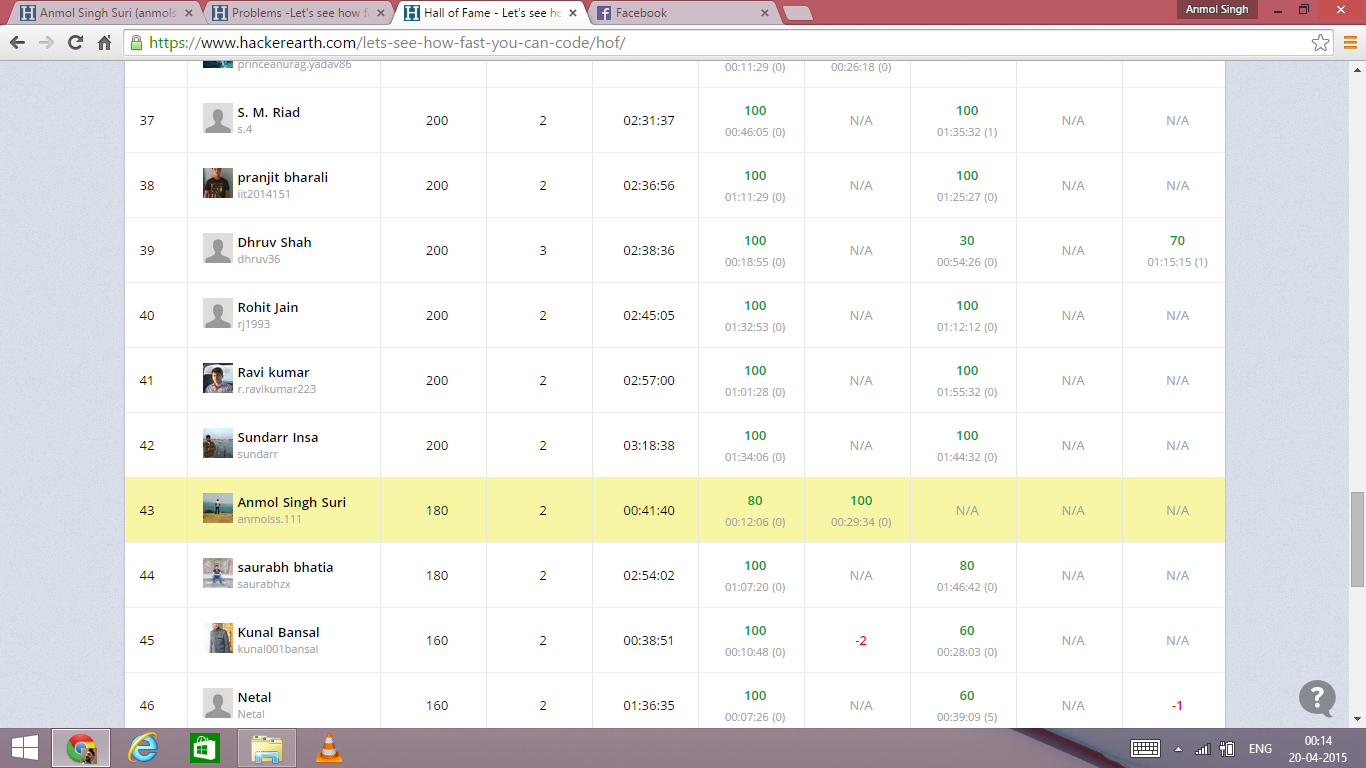 Anmol Singh Suri (anmols
Problems -Let's see how f
Hall of Fame - Let's see ho
Facebook
Anmol Singh
https://www.hackerearth.com/lets-see-how-fast-you-can-code/hof/
princeanurag.yadav86 00:11:29 (0) 00:26:18 (0)
37 S. M. Riad 200 2 02:31:37 100 N/A 100 N/A N/A
s.4 00:46:05 (0) 01:35:32 (1)
38 pranjit bharali 200 2 02:36:56 100 N/A 100 N/A N/A
iit2014151 01:11:29 (0) 01:25:27 (0)
39 Dhruv Shah 200 3 02:38:36 100 N/A 30 N/A 70
dhruv36 00:18:55 (0) 00:54:26 (0) 01:15:15 (1)
40 Rohit Jain 200 2 02:45:05 100 N/A 100 N/A N/A
rj1993 01:32:53 (0) 01:12:12 (0)
41 Ravi kumar 200 2 02:57:00 100 N/A 100 N/A N/A
r.ravikumar223 01:01:28 (0) 01:55:32 (0)
42 Sundarr Insa 200 2 03:18:38 100 N/A 100 N/A N/A
sundarr 01:34:06 (0) 01:44:32 (0)
43 Anmol Singh Suri 180 2 00:41:40 80 100 N/A N/A N/A
anmolss.111 00:12:06 (0) 00:29:34 (0)
44 saurabh bhatia 180 2 02:54:02 100 N/A 80 N/A N/A
saurabhzx 01:07:20 (0) 01:46:42 (0)
45 Kunal Bansal 160 2 00:38:51 100 -2 60 N/A N/A
kunal001bansal 00:10:48 (0) 00:28:03 (0)
46 Netal 160 2 01:36:35 100 N/A 60 N/A -1
Netal 00:07:26 (0) 00:39:09 (5)
ENG
00:14
20-04-2015